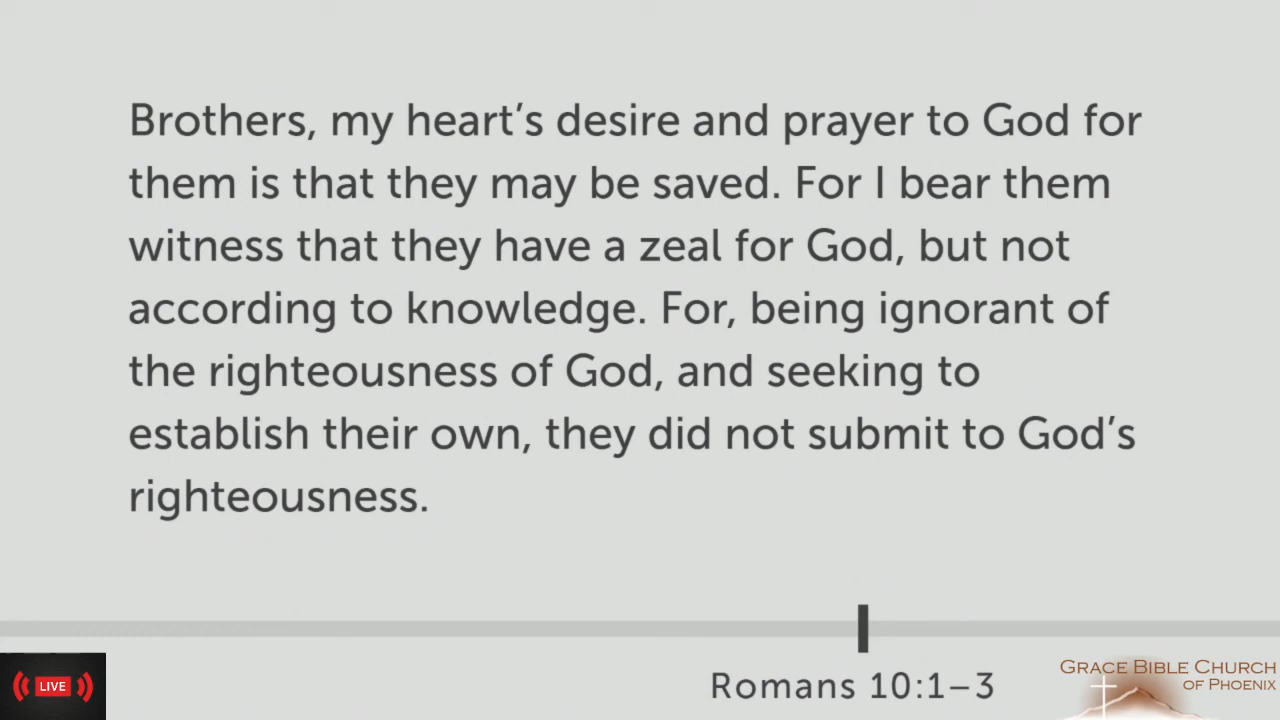 Brothers, my heart’s desire and prayer to God for
them is that they may be saved. For I bear them
witness that they have a zeal for God, but not
according to knowledge. For, being ignorant of
the righteousness of God, and seeking to
establish their own, they did not submit to God’s
righteousness.
LIVE
Romans 10:1–3
Grace Bible Church
of Phoenix